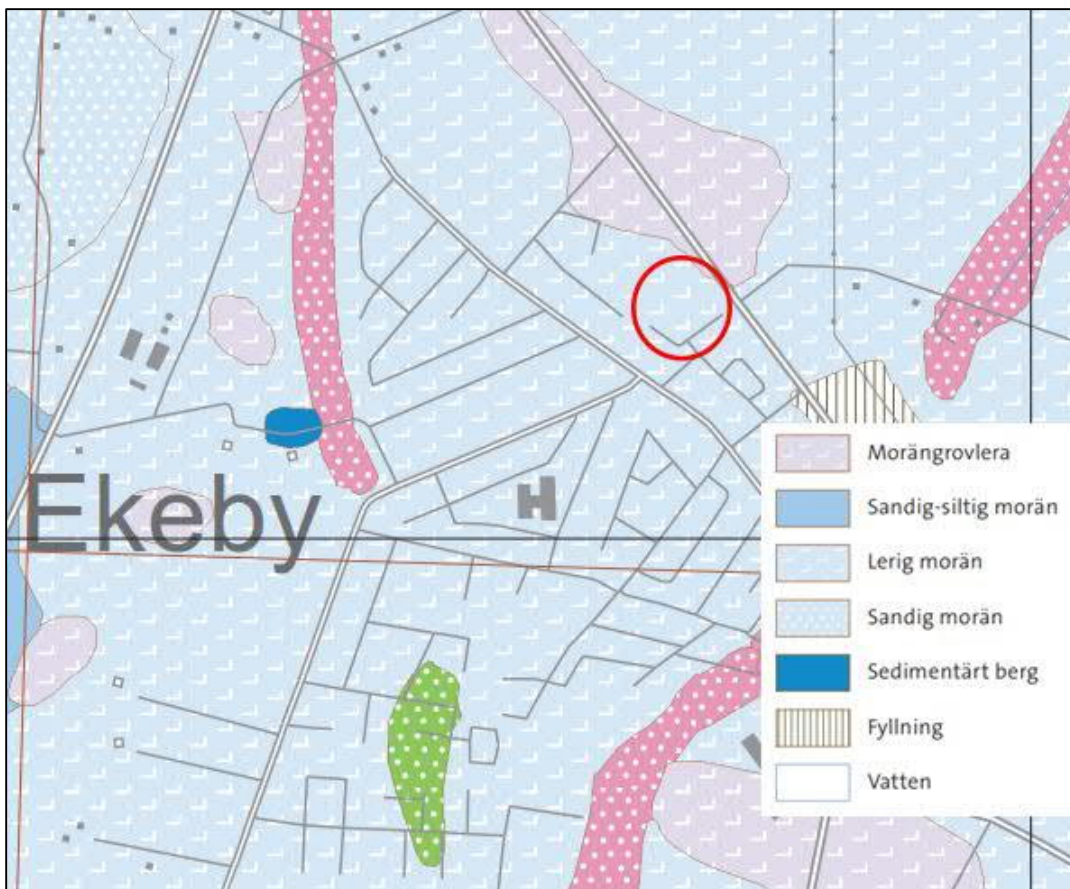 Ekeby
Morängrovlera
Sandig-siltig morän
Lerig morän
Sandig morän
Sedimentärt berg
Fyllning
Vatten